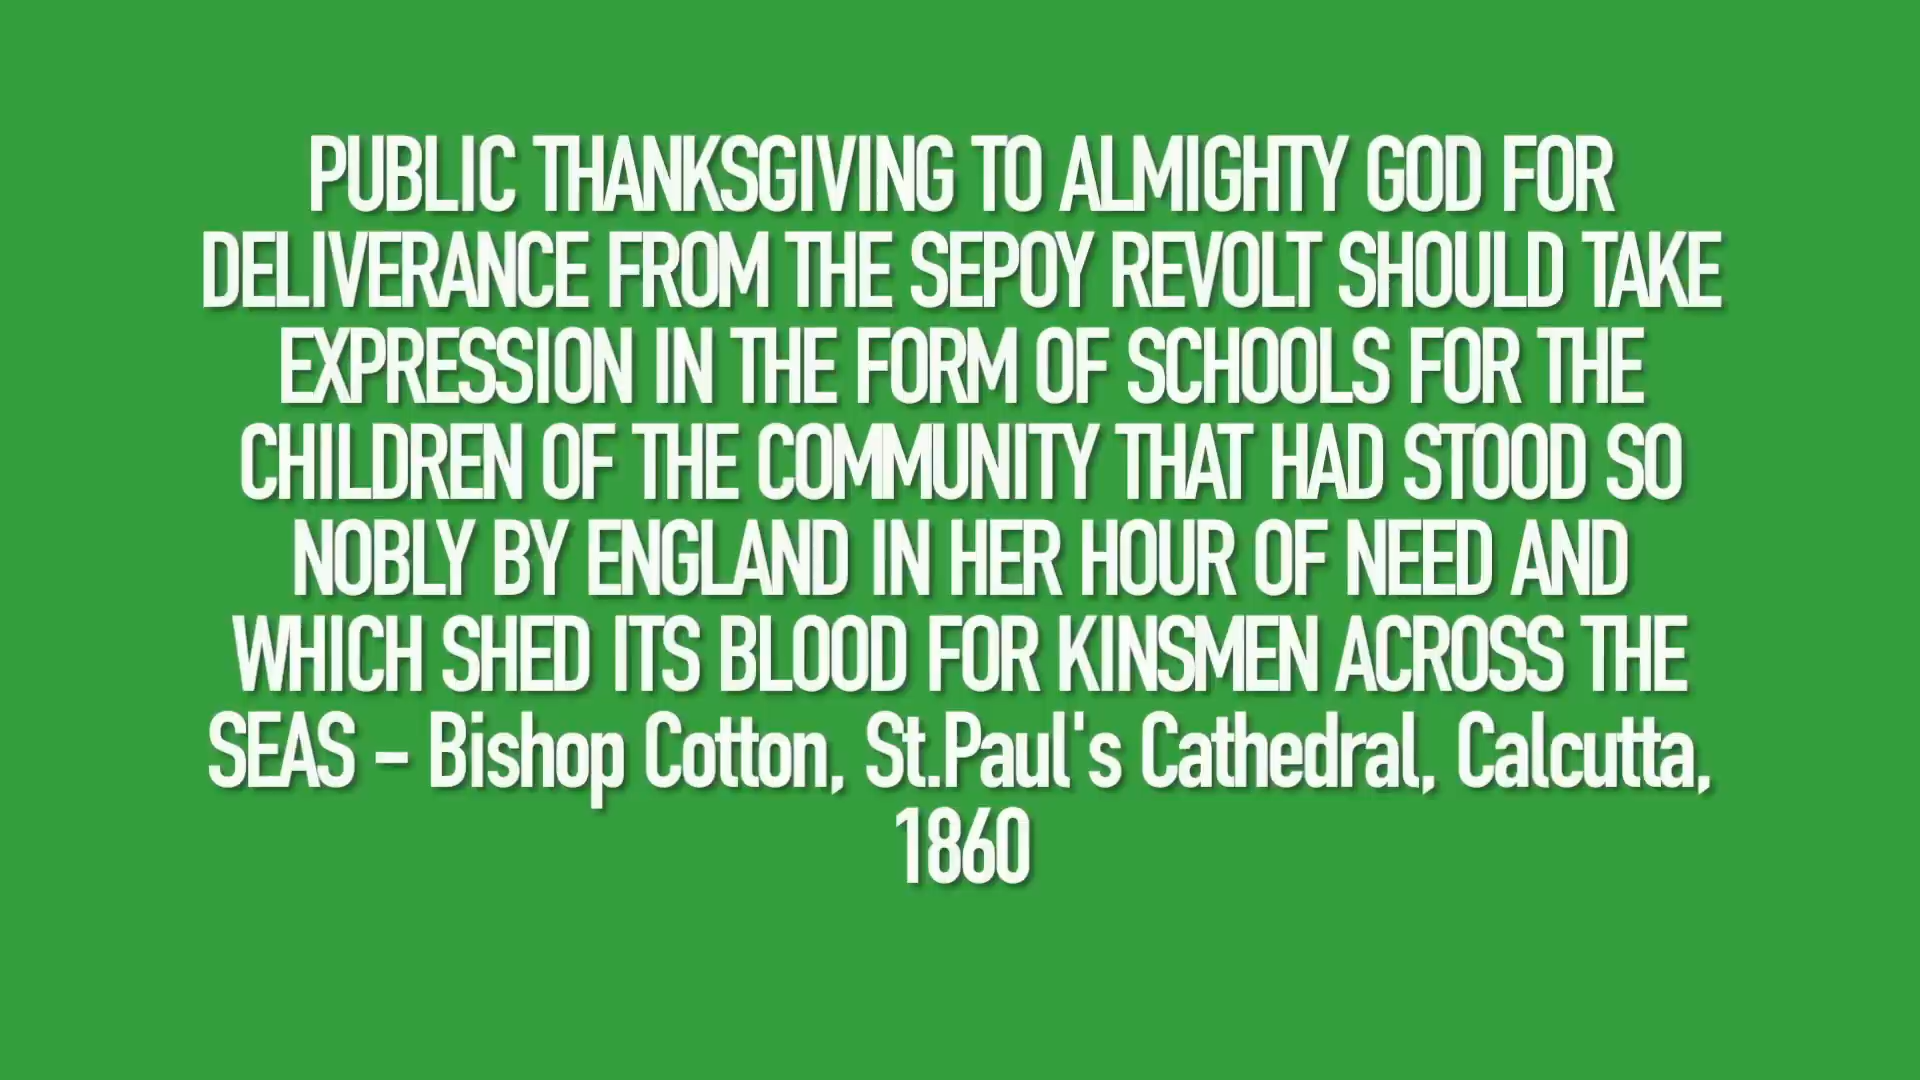 PUBLIC THANKSGIVING TO ALMIGHTY GOD FOR
DELIVERANCE FROM THE SEPOY REVOLT SHOULD TAKE
EXPRESSION IN THE FORM OF SCHOOLS FOR THE
CHILDREN OF THE COMMUNITY THAT HAD STOOD SO
NOBLY BY ENGLAND IN HER HOUR OF NEED AND
WHICH SHED ITS BLOOD FOR KINSMEN ACROSS THE
SEAS – Bishop Cotton, St.Paul's Cathedral, Calcutta,
1860